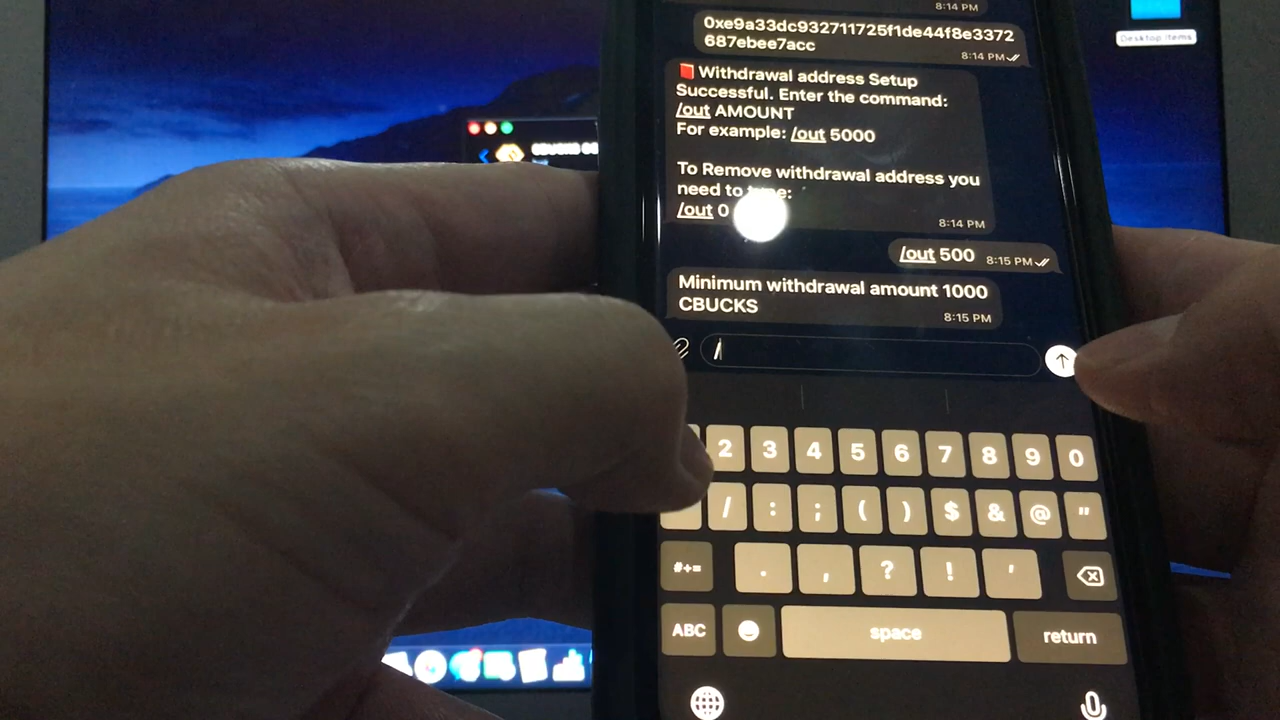 8:14 PM
Desktop items
0xe9a33dc932711725f1de44f8e3372
687ebee7acc
8:14 PM
Withdrawal address Setup
Successful. Enter the command:
/out AMOUNT
For example: /out 5000
To Remove withdrawal address you
need to type:
/out 0
8:14 PM
/out 500 8:15 PM
Minimum withdrawal amount 1000
CBUCKS
8:15 PM
/
2 3 4 5 6 7 8 9 0
/ : ; ( ) $ & @ "
#+= . , ? ! '
ABC space return